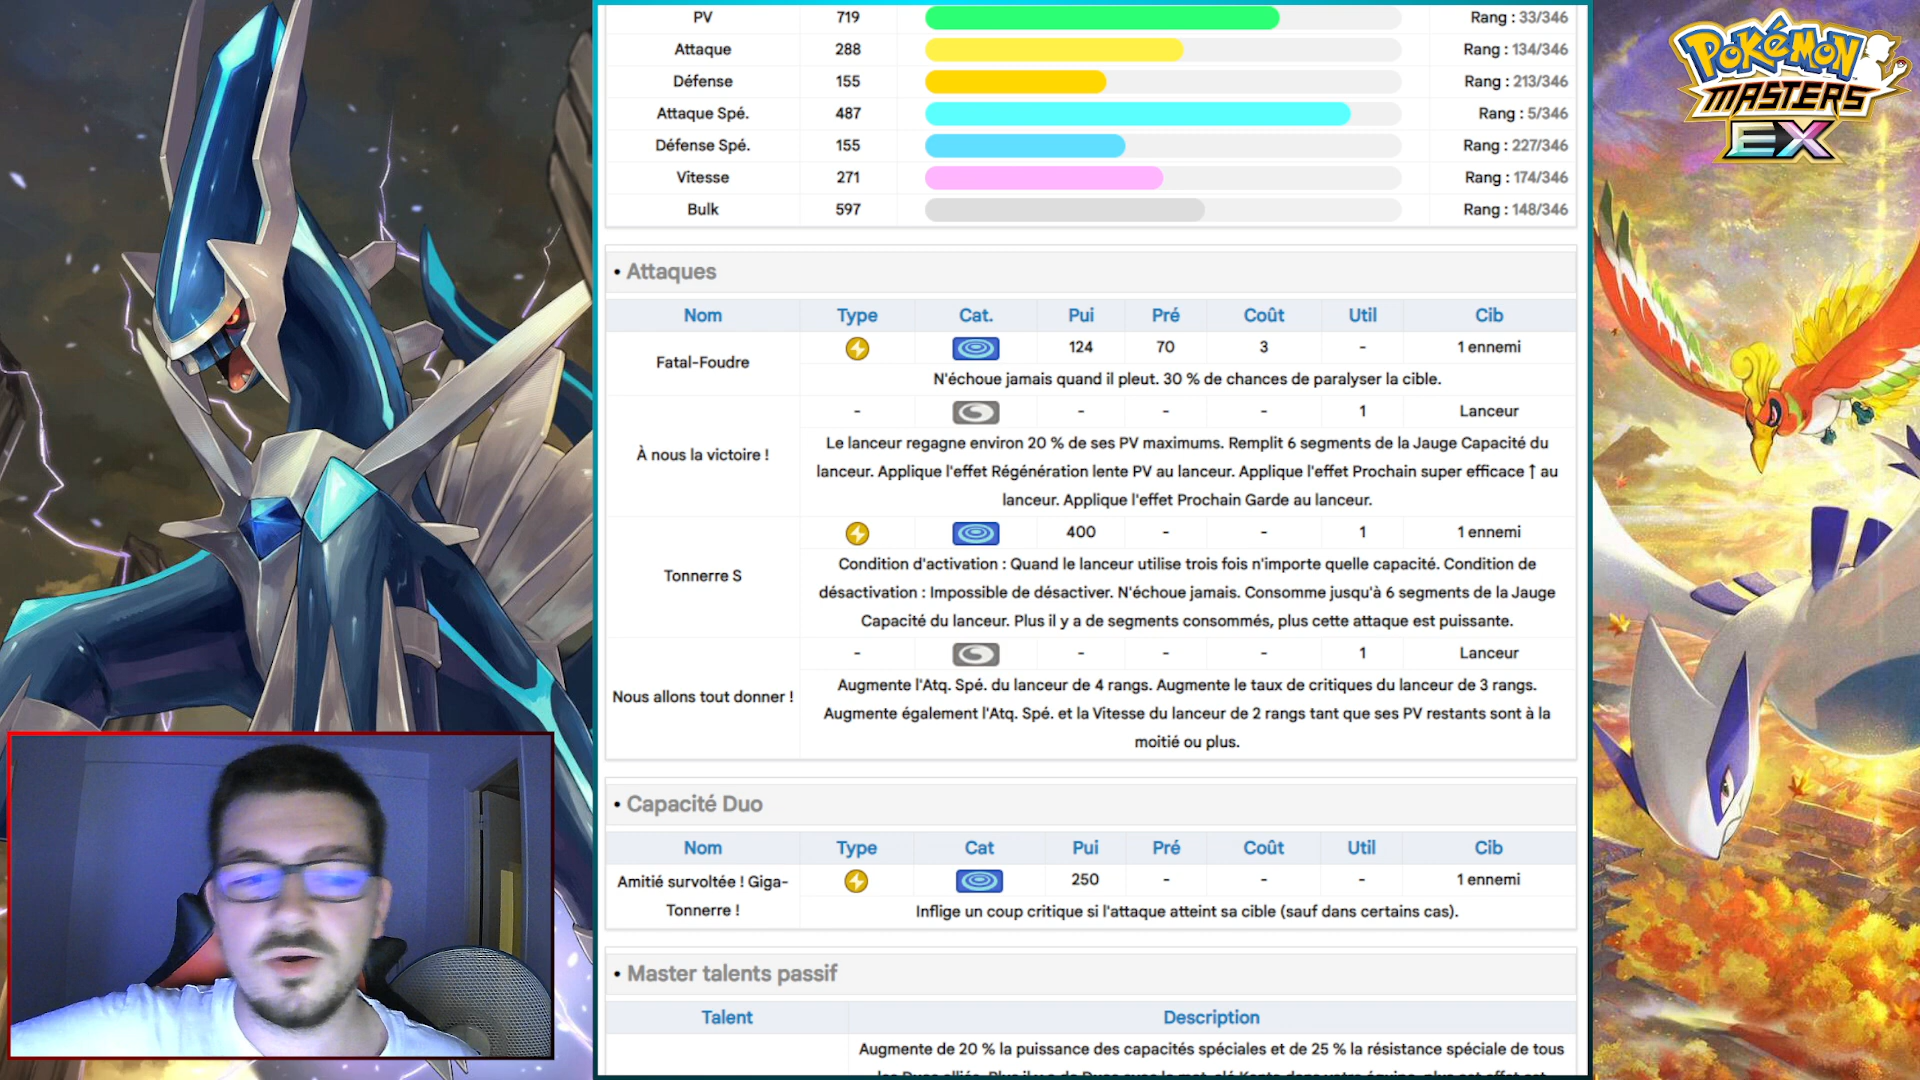 PV 719 Rang : 33/346
Attaque 288 Rang : 134/346
Défense 155 Rang : 213/346
Attaque Spé. 487 Rang : 5/346
Défense Spé. 155 Rang : 227/346
Vitesse 271 Rang : 174/346
Bulk 597 Rang : 148/346
• Attaques
Nom Type Cat. Pui Pré Coût Util Cib
Fatal-Foudre 124 70 3 - 1 ennemi
N'échoue jamais quand il pleut. 30 % de chances de paralyser la cible.
À nous la victoire ! - - - - 1 Lanceur
Le lanceur regagne environ 20 % de ses PV maximums. Remplit 6 segments de la Jauge Capacité du
lanceur. Applique l'effet Régénération lente PV au lanceur. Applique l'effet Prochain super efficace ↑ au
lanceur. Applique l'effet Prochain Garde au lanceur.
Tonnerre S 400 - - 1 1 ennemi
Condition d'activation : Quand le lanceur utilise trois fois n'importe quelle capacité. Condition de
désactivation : Impossible de désactiver. N'échoue jamais. Consomme jusqu'à 6 segments de la Jauge
Capacité du lanceur. Plus il y a de segments consommés, plus cette attaque est puissante.
Nous allons tout donner ! - - - - 1 Lanceur
Augmente l'Atq. Spé. du lanceur de 4 rangs. Augmente le taux de critiques du lanceur de 3 rangs.
Augmente également l'Atq. Spé. et la Vitesse du lanceur de 2 rangs tant que ses PV restants sont à la
moitié ou plus.
• Capacité Duo
Nom Type Cat Pui Pré Coût Util Cib
Amitié survoltée ! Giga-
Tonnerre ! 250 - - - 1 ennemi
Inflige un coup critique si l'attaque atteint sa cible (sauf dans certains cas).
• Master talents passif
Talent Description
Augmente de 20 % la puissance des capacités spéciales et de 25 % la résistance spéciale de tous
POKéMON
MASTERS
EX